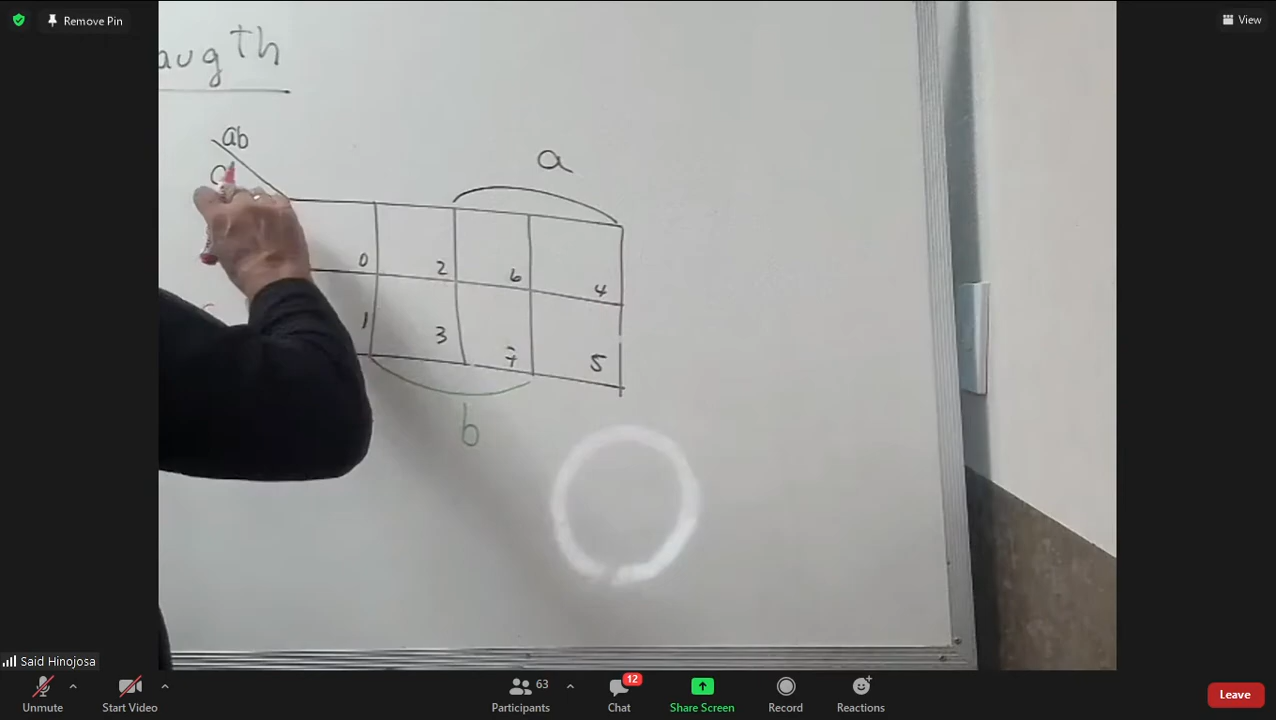 Remove Pin
View
augth
ab
a
c
0 2 6 4
1 3 7 5
b
Said Hinojosa
12
63
Unmute
Start Video
Participants
Chat
Share Screen
Record
Reactions
Leave